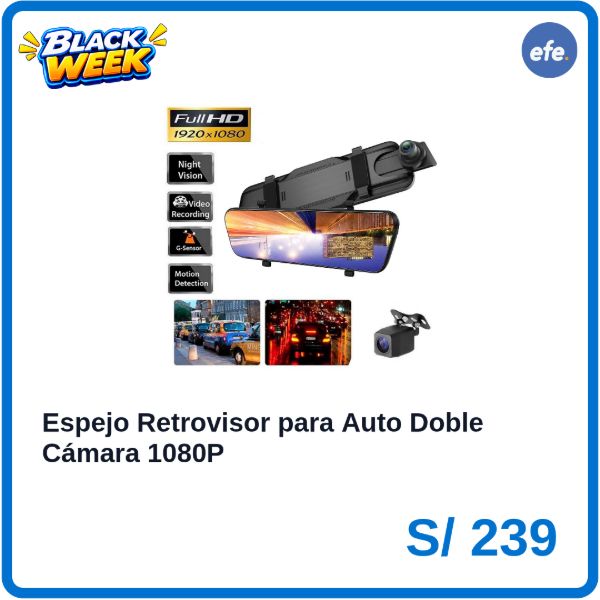 BLACK
WEEK
efe.
Full HD
1920x1080
Night
Vision
Video
Recording
G-Sensor
Motion
Detection
Espejo Retrovisor para Auto Doble
Cámara 1080P
S/ 239